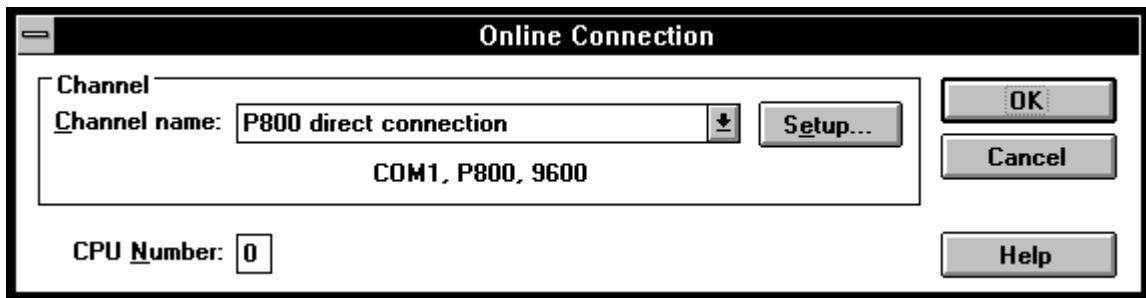 Online Connection
Channel
Channel name: P800 direct connection Setup...
COM1, P800, 9600
OK
Cancel
CPU Number: 0
Help